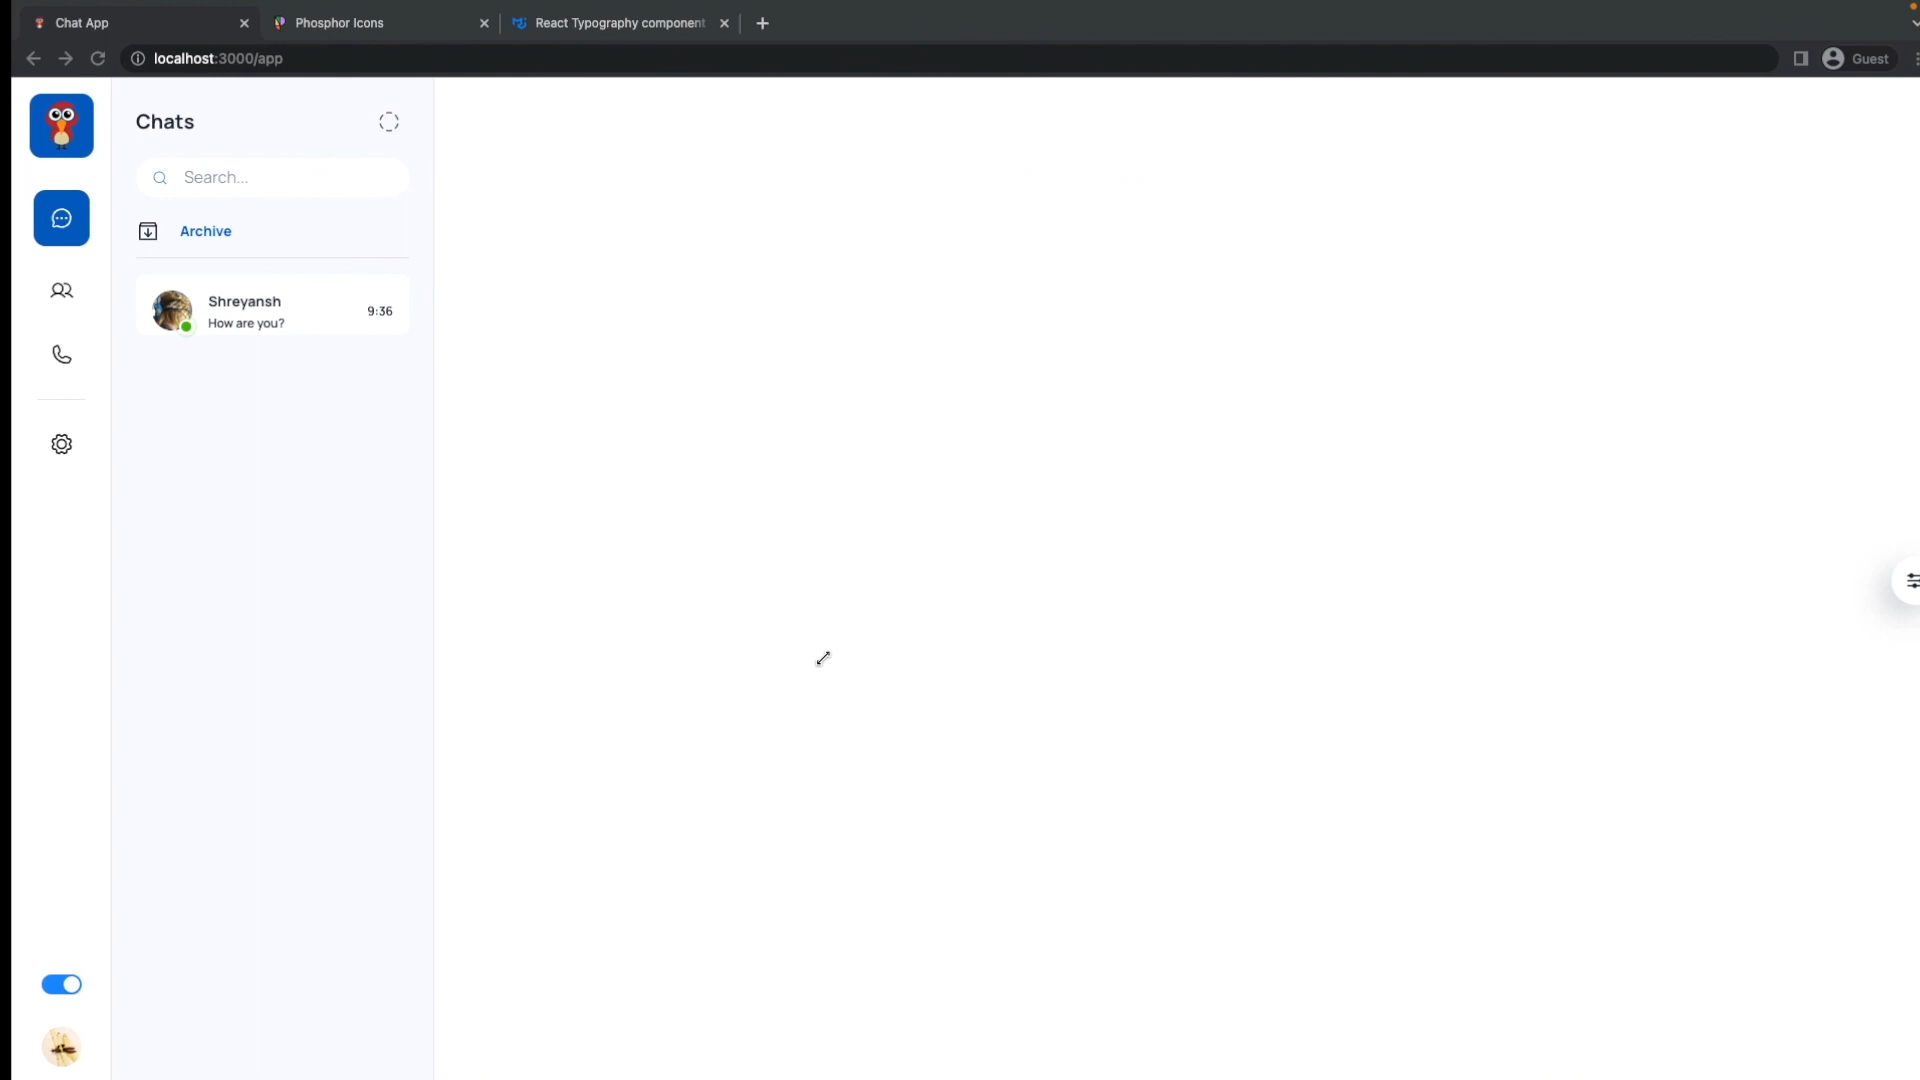 Chat App
Phosphor Icons
React Typography component
localhost:3000/app
Guest
Chats
Search...
Archive
Shreyansh
9:36
How are you?